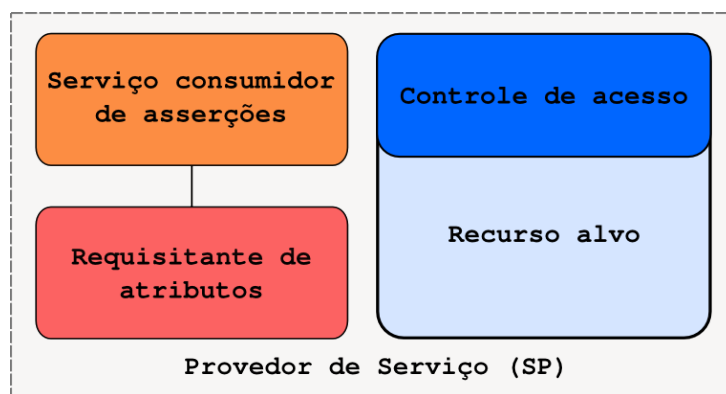 Serviço consumidor
de asserções
Controle de acesso
Requisitante de
atributos
Recurso alvo
Provedor de Serviço (SP)